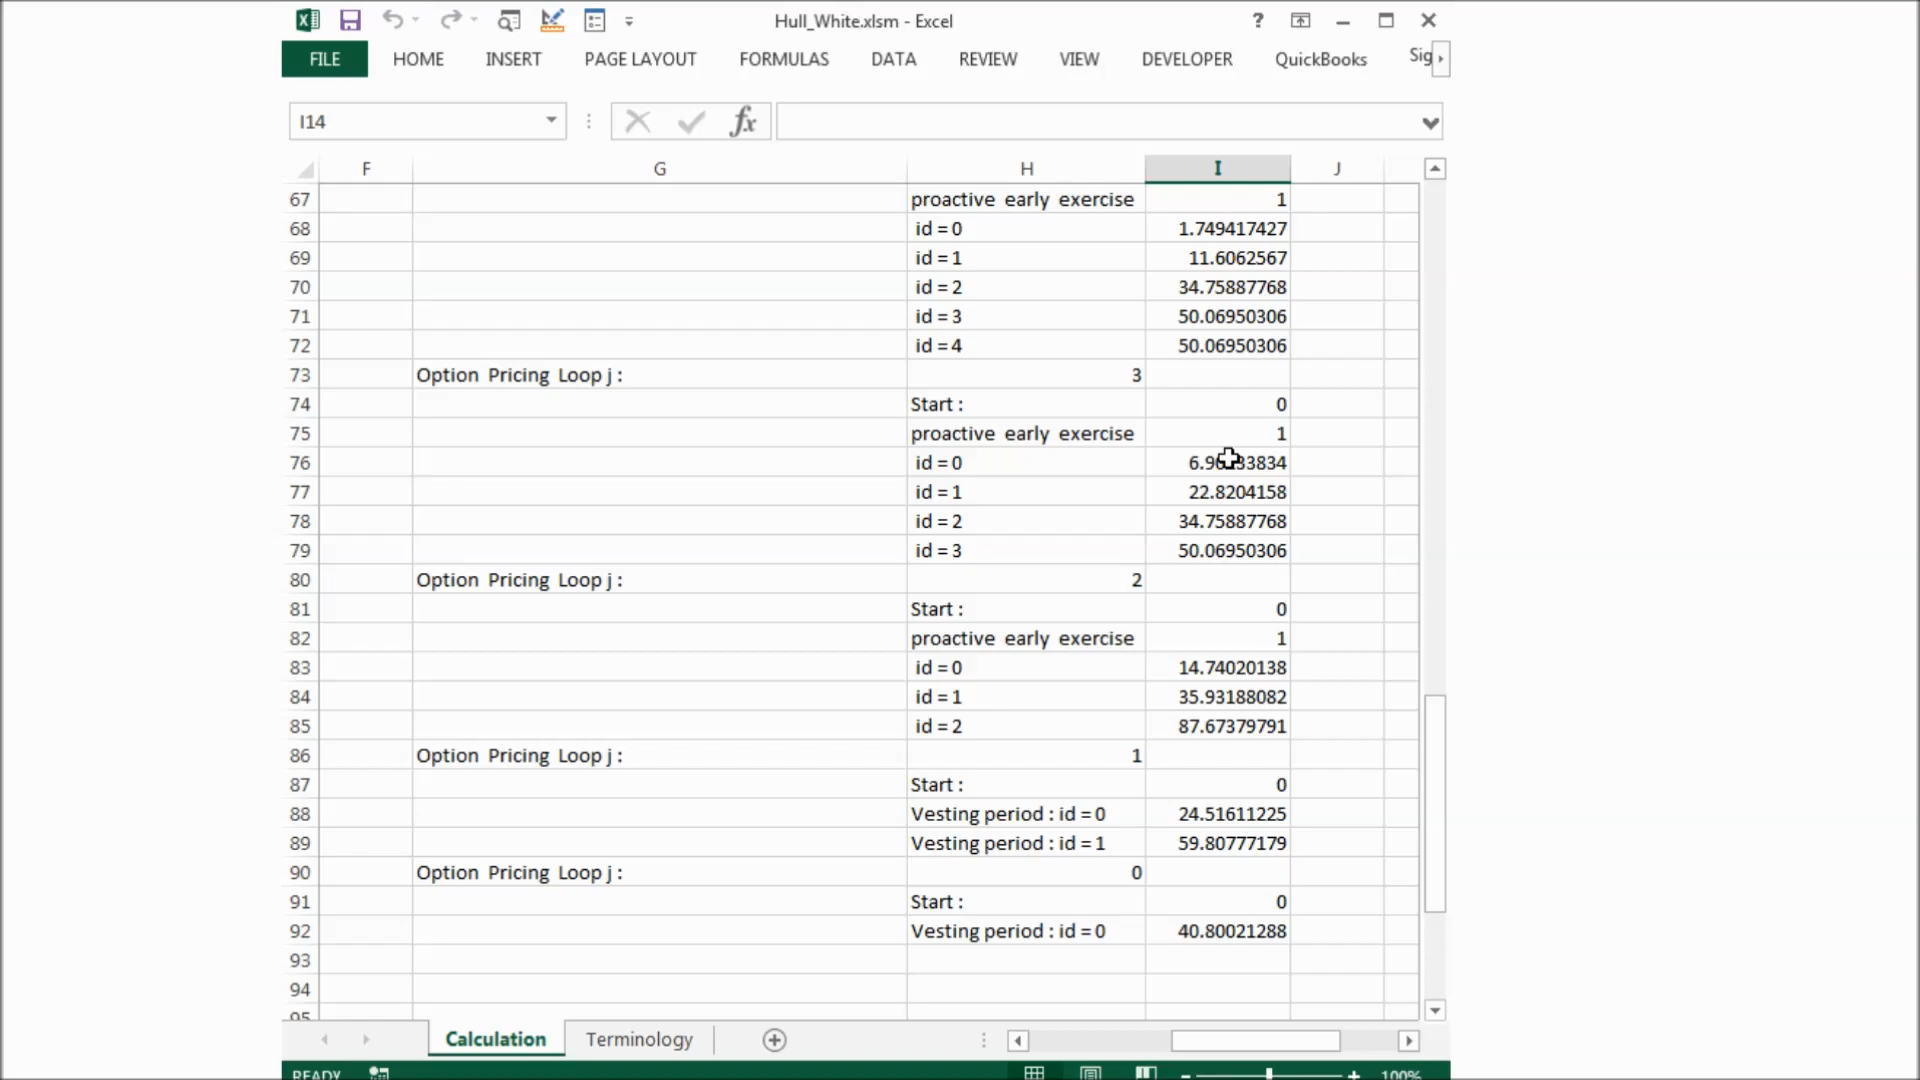 Hull_White.xlsm - Excel
?
FILE HOME INSERT PAGE LAYOUT FORMULAS DATA REVIEW VIEW DEVELOPER QuickBooks Sig
I14 fx
F G H I J
67 proactive early exercise 1
68 id = 0 1.749417427
69 id = 1 11.6062567
70 id = 2 34.75887768
71 id = 3 50.06950306
72 id = 4 50.06950306
73 Option Pricing Loop j : 3
74 Start : 0
75 proactive early exercise 1
76 id = 0
77 id = 1 22.8204158
78 id = 2 34.75887768
79 id = 3 50.06950306
80 Option Pricing Loop j : 2
81 Start : 0
82 proactive early exercise 1
83 id = 0 14.74020138
84 id = 1 35.93188082
85 id = 2 87.67379791
86 Option Pricing Loop j : 1
87 Start : 0
88 Vesting period : id = 0 24.51611225
89 Vesting period : id = 1 59.80777179
90 Option Pricing Loop j : 0
91 Start : 0
92 Vesting period : id = 0 40.80021288
93
94
95
Calculation Terminology
READY 100%